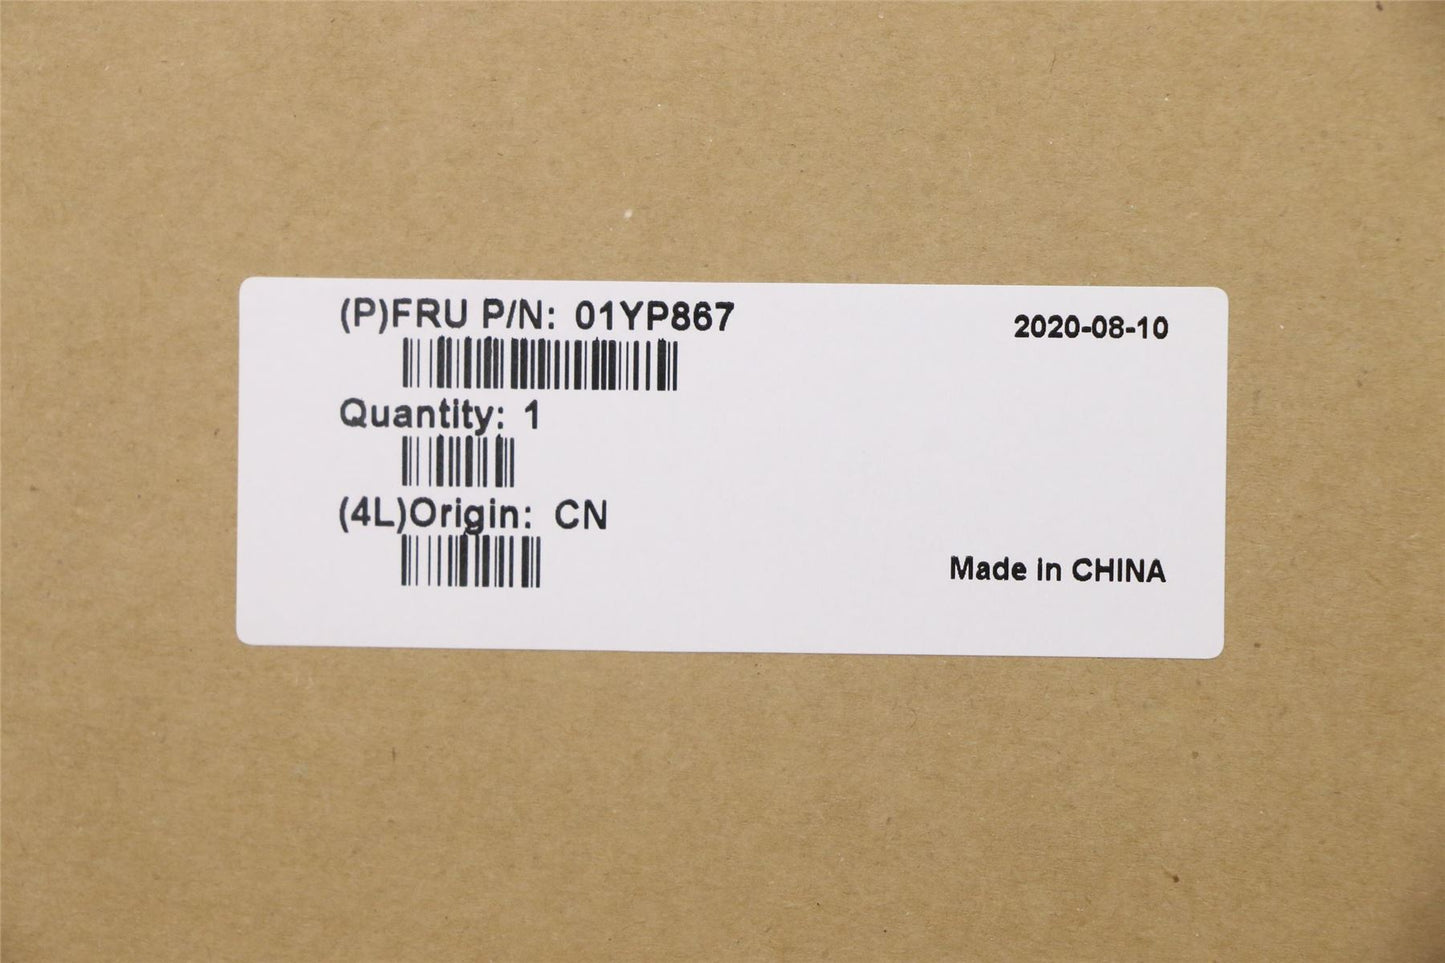 (P)FRU P/N: 01YP867
2020-08-10
Quantity: 1
(4L)Origin: CN
Made in CHINA